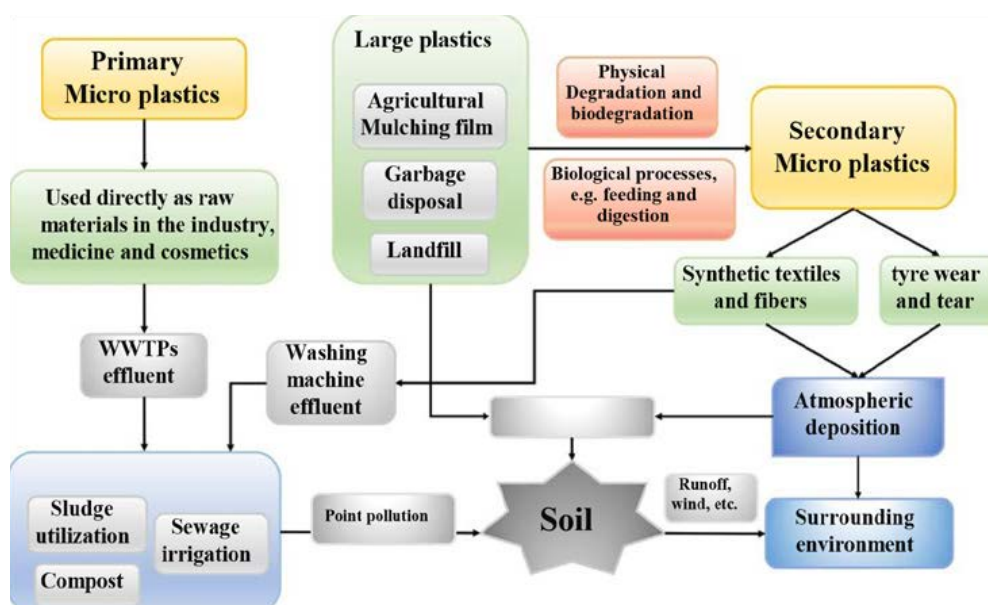 Primary
Micro plastics
Used directly as raw
materials in the industry,
medicine and cosmetics
WWTPs
effluent
Washing
machine
effluent
Sludge
utilization
Sewage
irrigation
Compost
Large plastics
Agricultural
Mulching film
Garbage
disposal
Landfill
Physical
Degradation and
biodegradation
Biological processes,
e.g. feeding and
digestion
Secondary
Micro plastics
Synthetic textiles
and fibers
tyre wear
and tear
Atmospheric
deposition
Point pollution
Soil
Runoff,
wind, etc.
Surrounding
environment